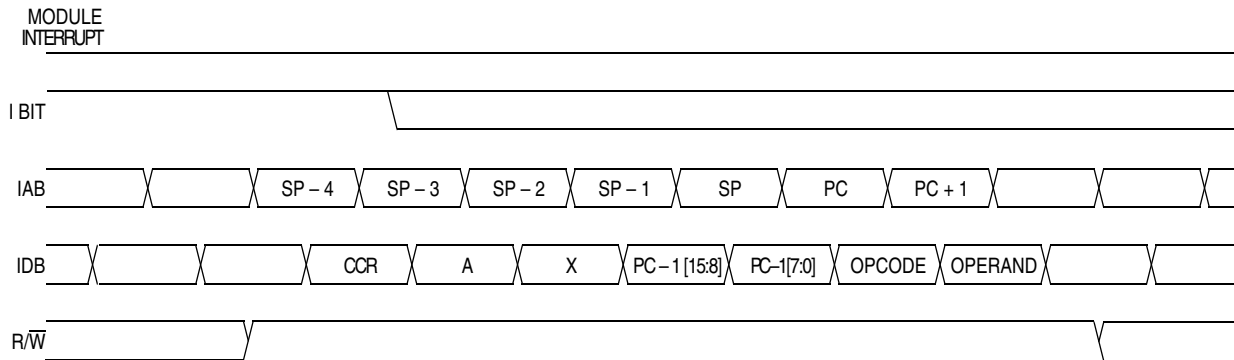 MODULE
INTERRUPT
I BIT
IAB SP – 4 SP – 3 SP – 2 SP – 1 SP PC PC + 1
IDB CCR A X PC – 1 [15:8] PC–1[7:0] OPCODE OPERAND
R/W̅